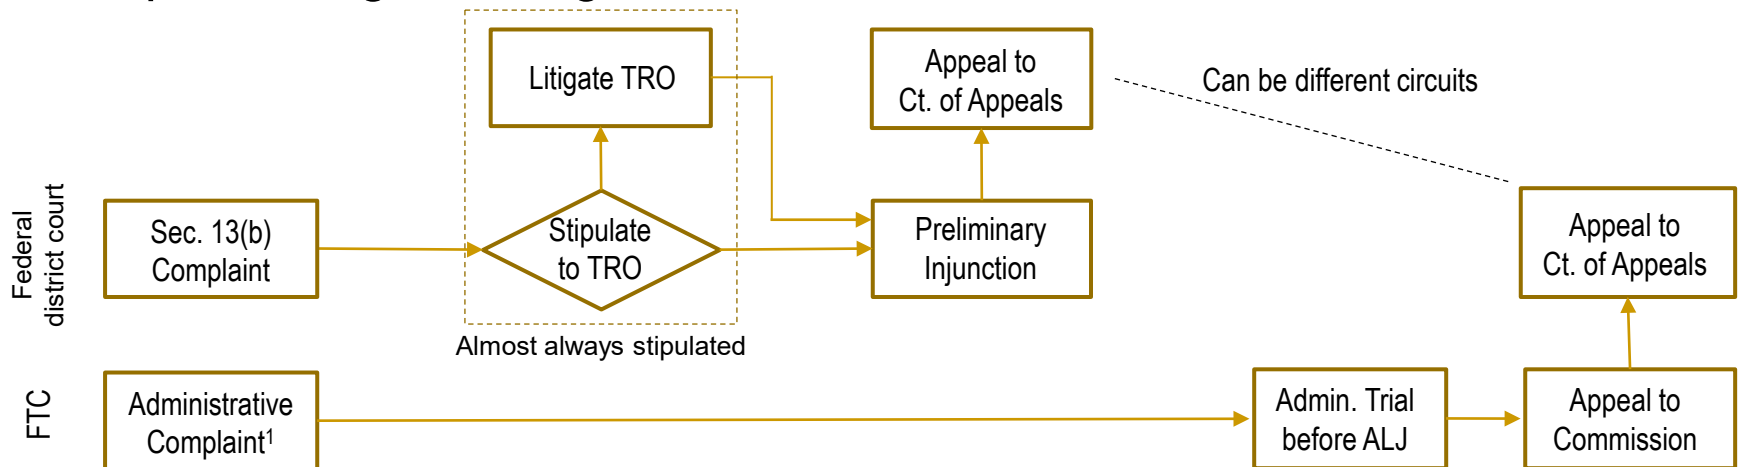 Litigate TRO
Appeal to
Ct. of Appeals
Can be different circuits
Federal
district court
Sec. 13(b)
Complaint
Stipulate
to TRO
Preliminary
Injunction
Appeal to
Ct. of Appeals
Almost always stipulated
FTC
Administrative
Complaint¹
Admin. Trial
before ALJ
Appeal to
Commission